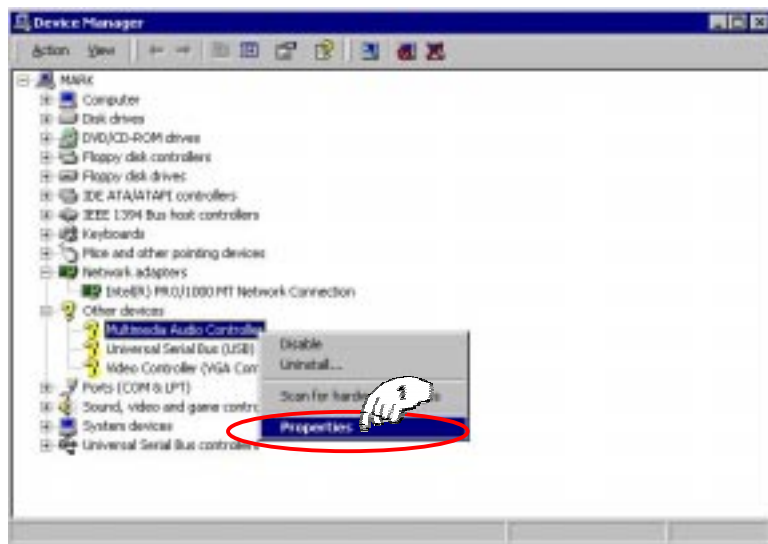 Device Manager
Action View
MARK
Computer
Disk drives
DVD/CD-ROM drives
Floppy disk controllers
Floppy disk drives
IDE ATA/ATAPI controllers
IEEE 1394 Bus host controllers
Keyboards
Mice and other pointing devices
Network adapters
Intel(R) PRO/1000 MT Network Connection
Other devices
Multimedia Audio Controller
Universal Serial Bus (USB)
Video Controller (VGA Com
Ports (COM & LPT)
Sound, video and game contr
System devices
Universal Serial Bus controllers
Disable
Uninstall...
Scan for hardw
Properties
1